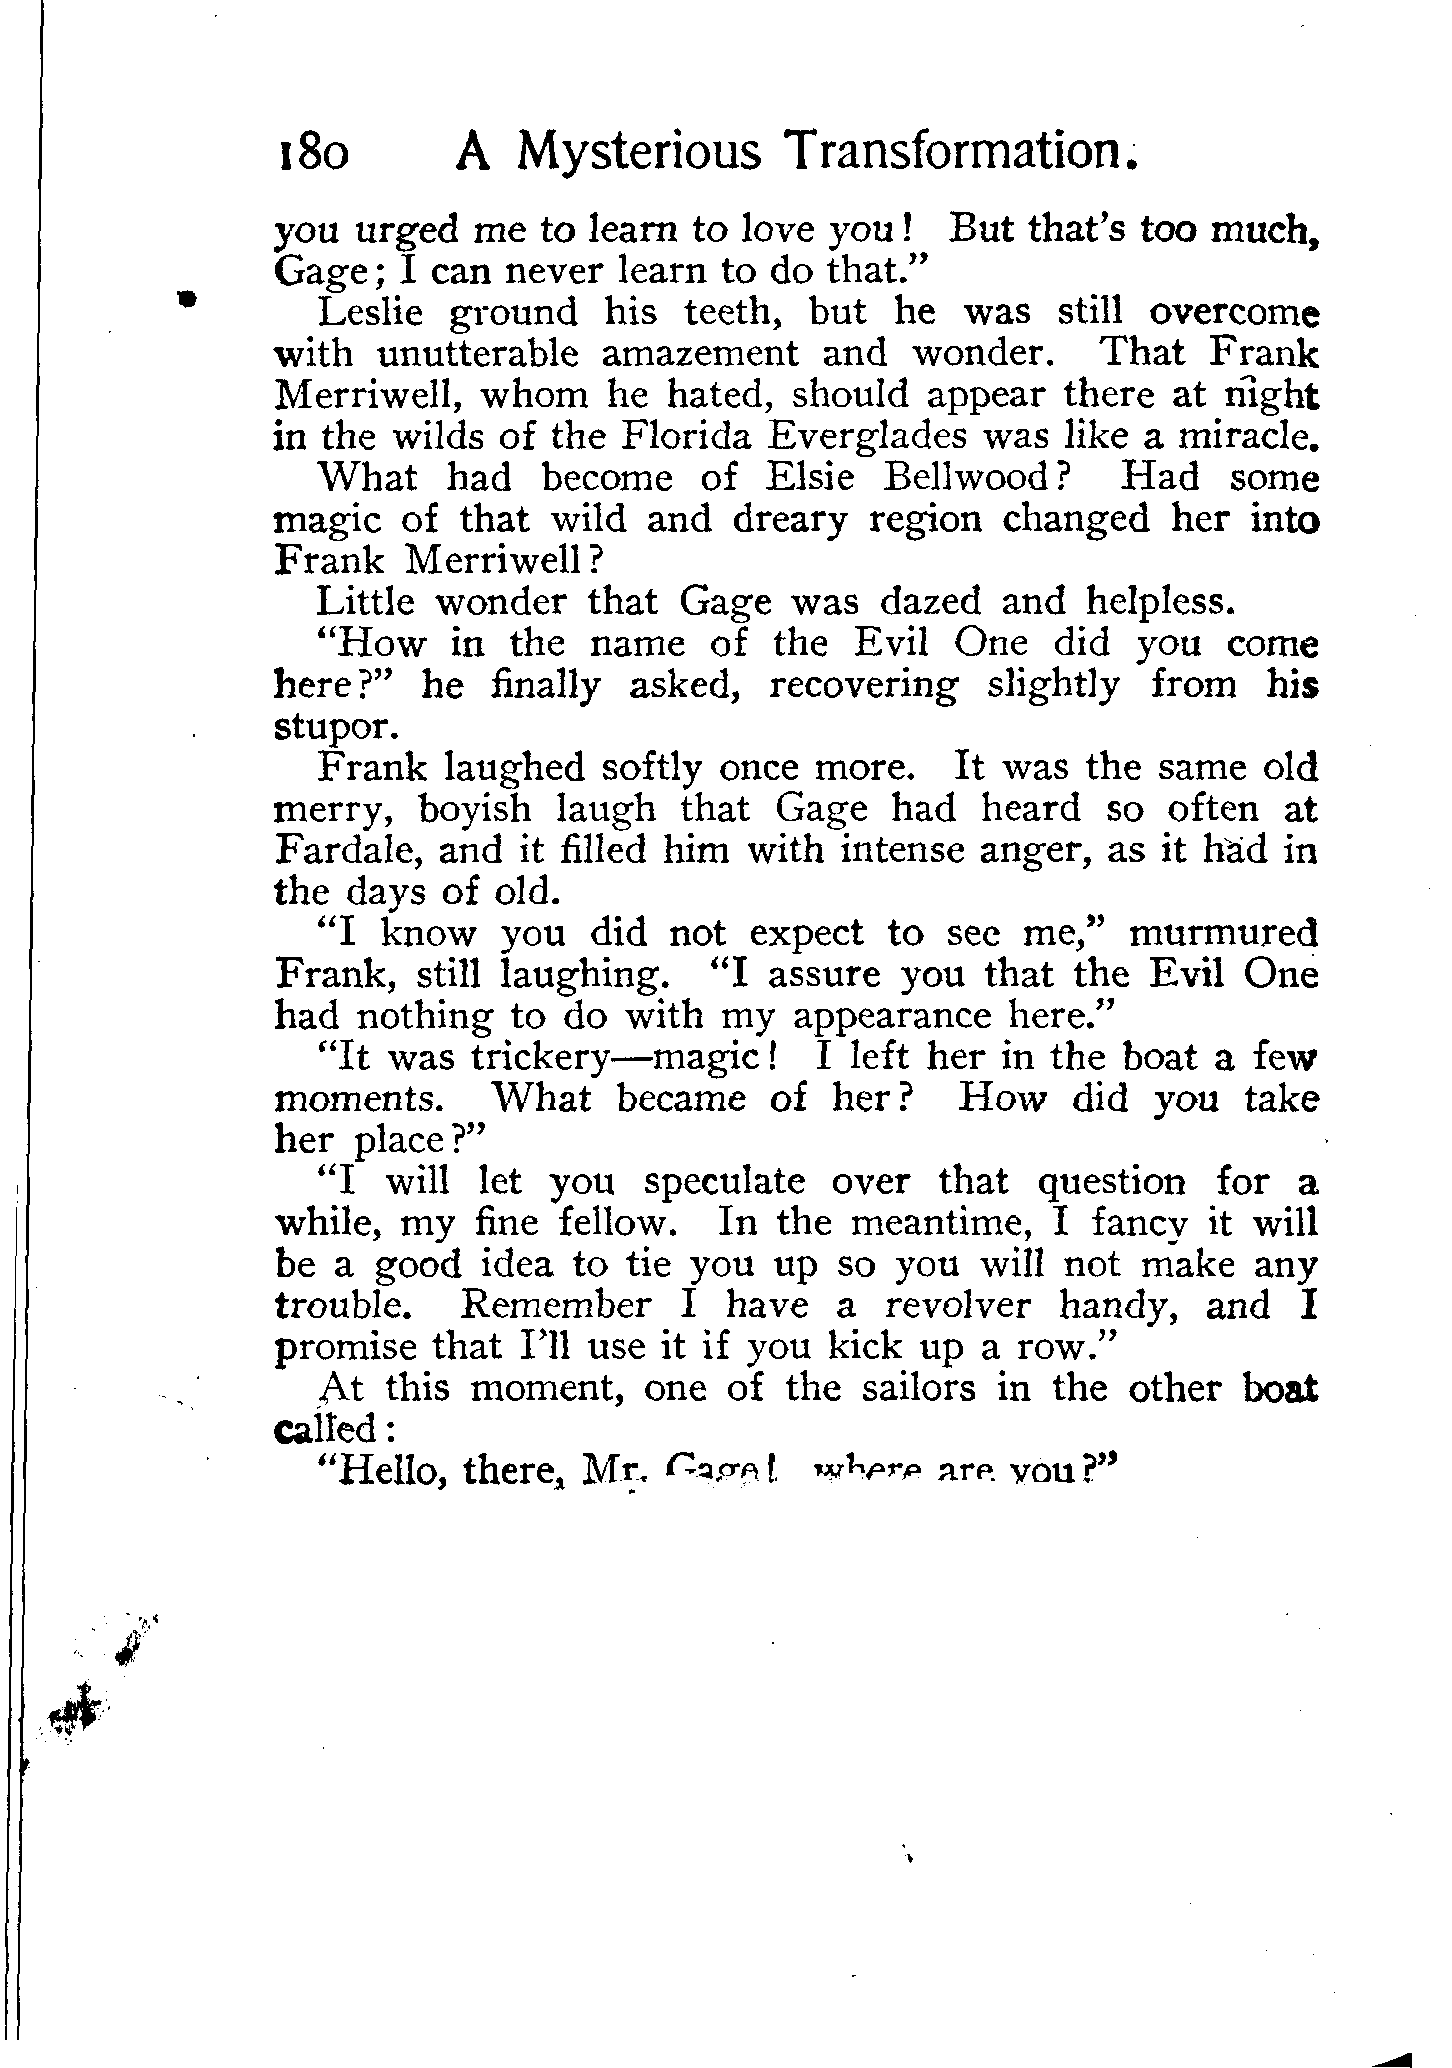 180 A Mysterious Transformation.
you urged me to learn to love you! But that's too much,
Gage; I can never learn to do that."
Leslie ground his teeth, but he was still overcome
with unutterable amazement and wonder. That Frank
Merriwell, whom he hated, should appear there at night
in the wilds of the Florida Everglades was like a miracle.
What had become of Elsie Bellwood? Had some
magic of that wild and dreary region changed her into
Frank Merriwell?
Little wonder that Gage was dazed and helpless.
"How in the name of the Evil One did you come
here?" he finally asked, recovering slightly from his
stupor.
Frank laughed softly once more. It was the same old
merry, boyish laugh that Gage had heard so often at
Fardale, and it filled him with intense anger, as it had in
the days of old.
"I know you did not expect to see me," murmured
Frank, still laughing. "I assure you that the Evil One
had nothing to do with my appearance here."
"It was trickery—magic! I left her in the boat a few
moments. What became of her? How did you take
her place?"
"I will let you speculate over that question for a
while, my fine fellow. In the meantime, I fancy it will
be a good idea to tie you up so you will not make any
trouble. Remember I have a revolver handy, and I
promise that I'll use it if you kick up a row."
At this moment, one of the sailors in the other boat
called:
"Hello, there, Mr. Gage! where are you?"